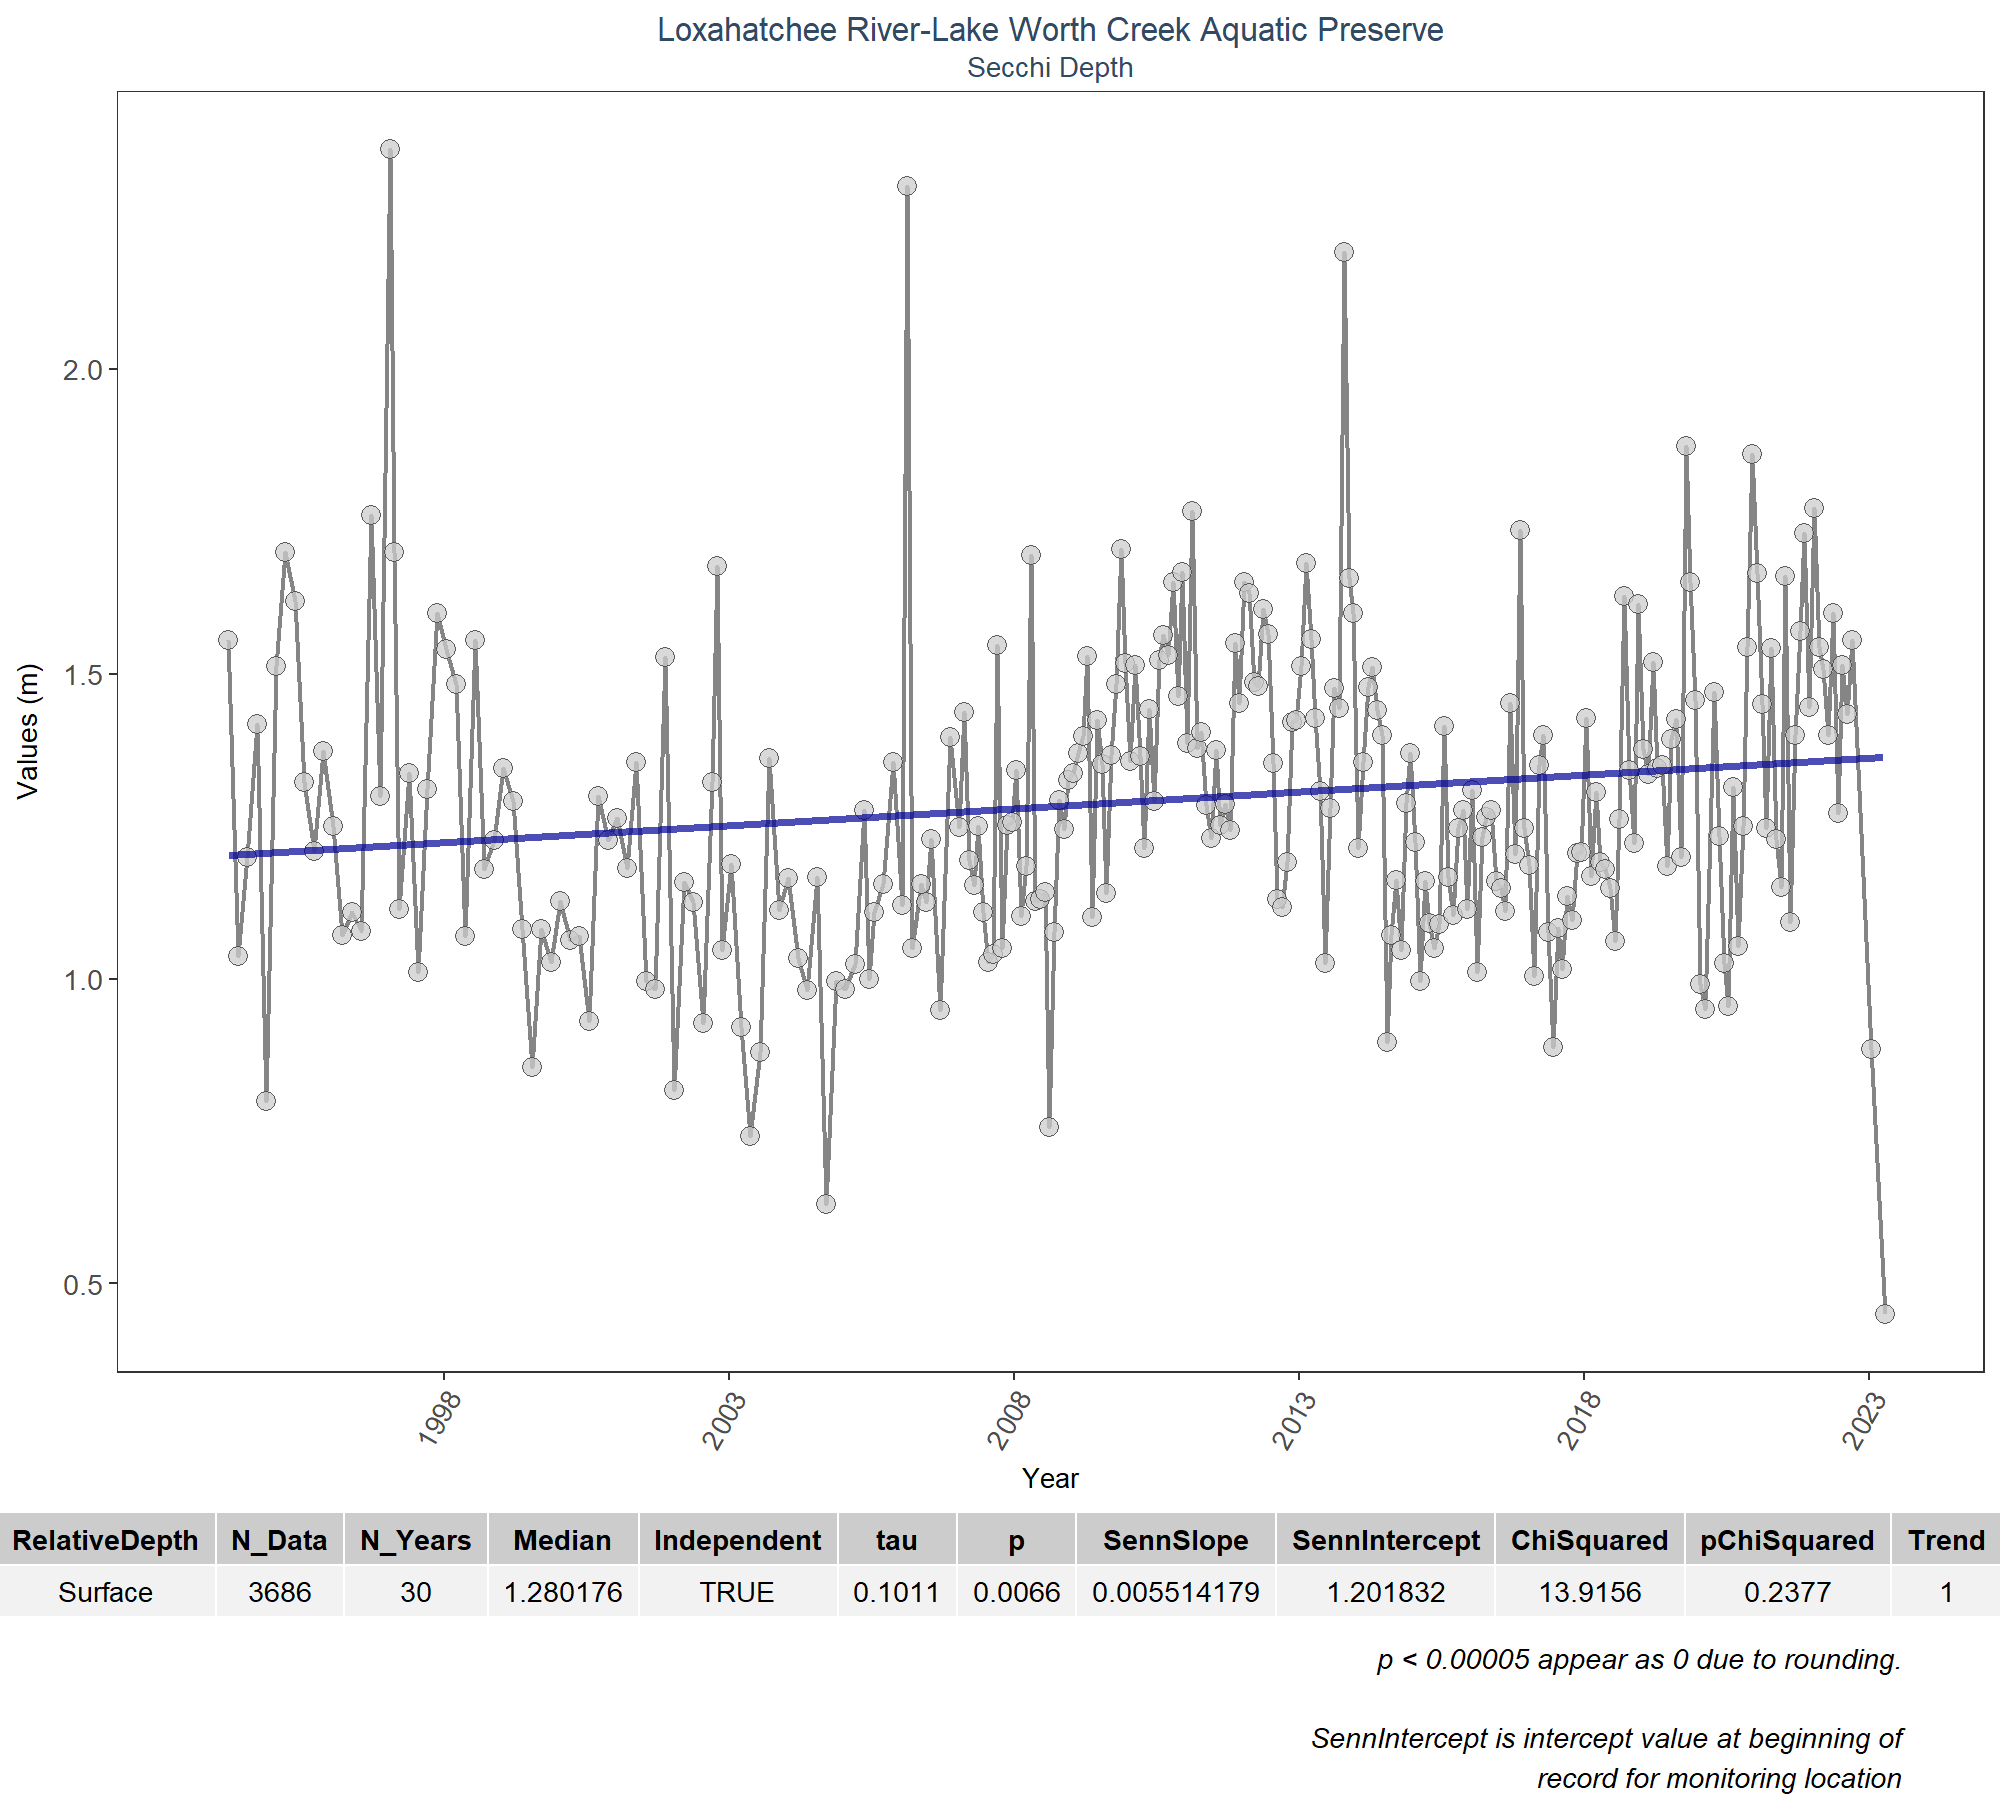 Loxahatchee River-Lake Worth Creek Aquatic Preserve
Secchi Depth
Values (m)
2.0
1.5
1.0
0.5
1998 2003 2008 2013 2018 2023
Year
RelativeDepth N_Data N_Years Median Independent tau p SennSlope SennIntercept ChiSquared pChiSquared Trend
Surface 3686 30 1.280176 TRUE 0.1011 0.0066 0.005514179 1.201832 13.9156 0.2377 1
p < 0.00005 appear as 0 due to rounding.
SennIntercept is intercept value at beginning of
record for monitoring location